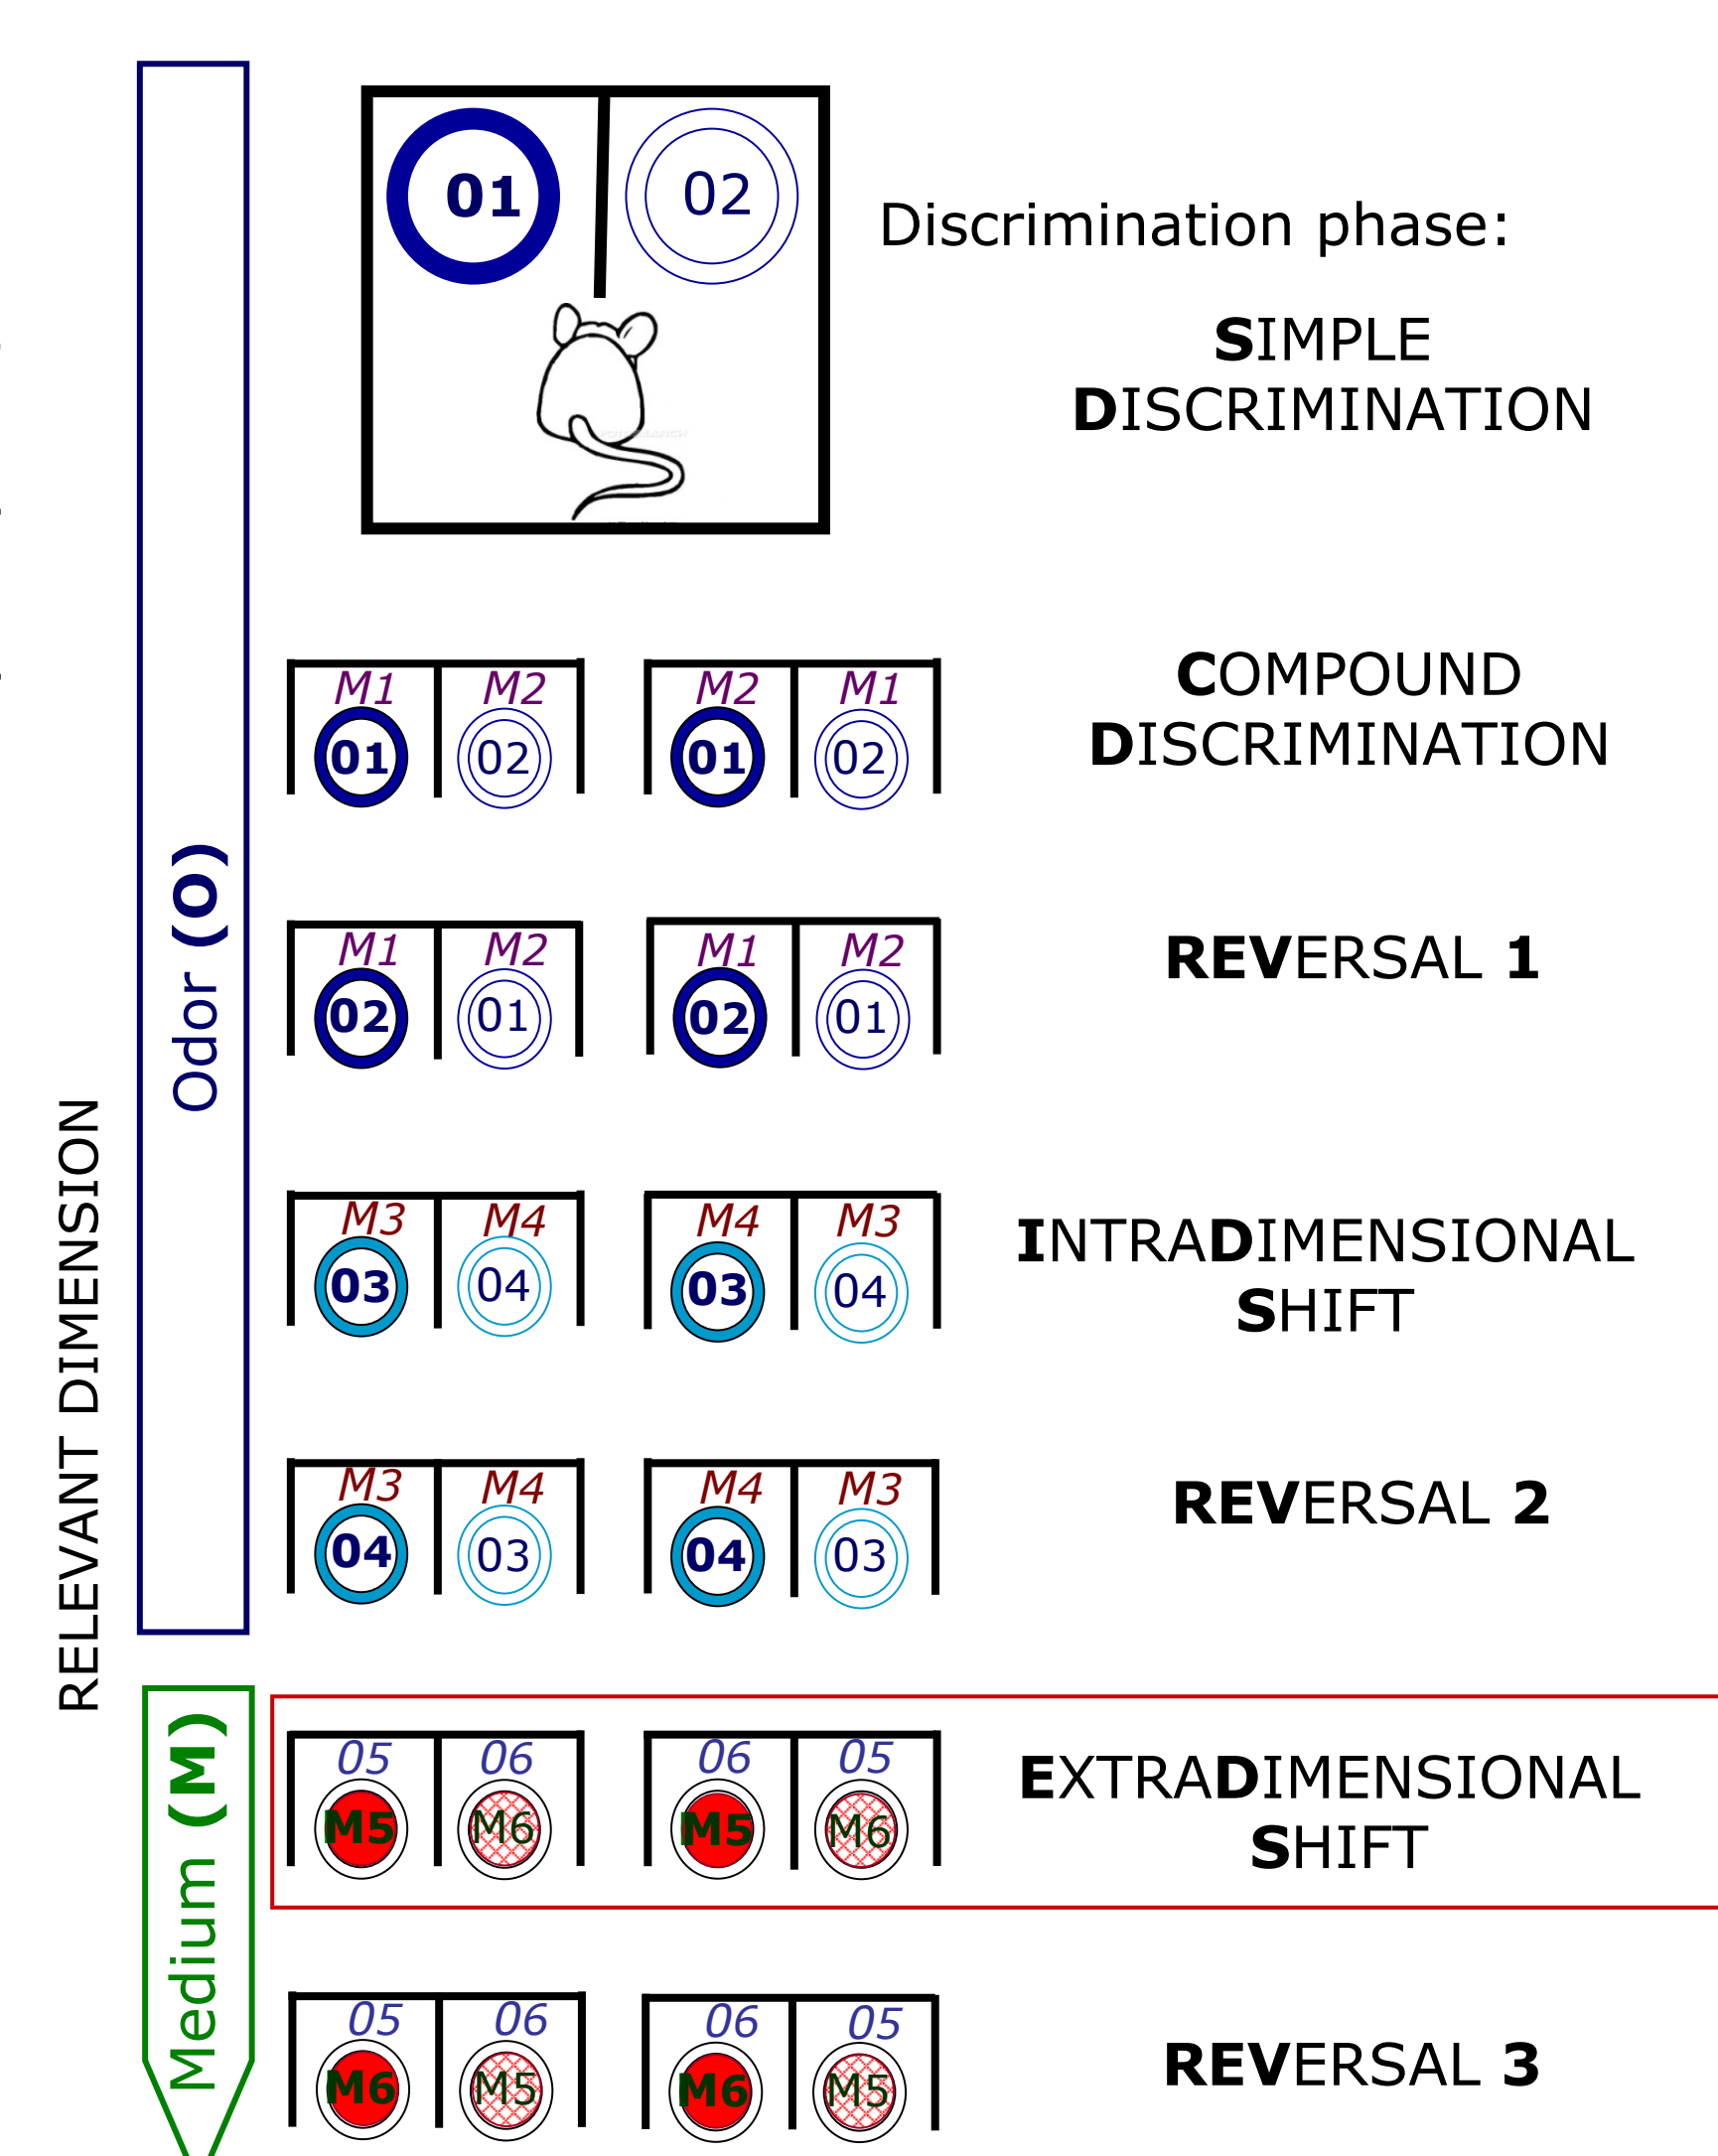 01 02
Discrimination phase:
SIMPLE
DISCRIMINATION
M1 M2 M2 M1
01 02 01 02
COMPOUND
DISCRIMINATION
M1 M2 M1 M2
02 01 02 01
REVERSAL 1
Odor (O)
RELEVANT DIMENSION
M3 M4 M4 M3
03 04 03 04
INTRADIMENSIONAL
SHIFT
M3 M4 M4 M3
04 03 04 03
REVERSAL 2
Medium (M)
05 06 06 05
M5 M6 M5 M6
EXTRADIMENSIONAL
SHIFT
05 06 06 05
M6 M5 M6 M5
REVERSAL 3